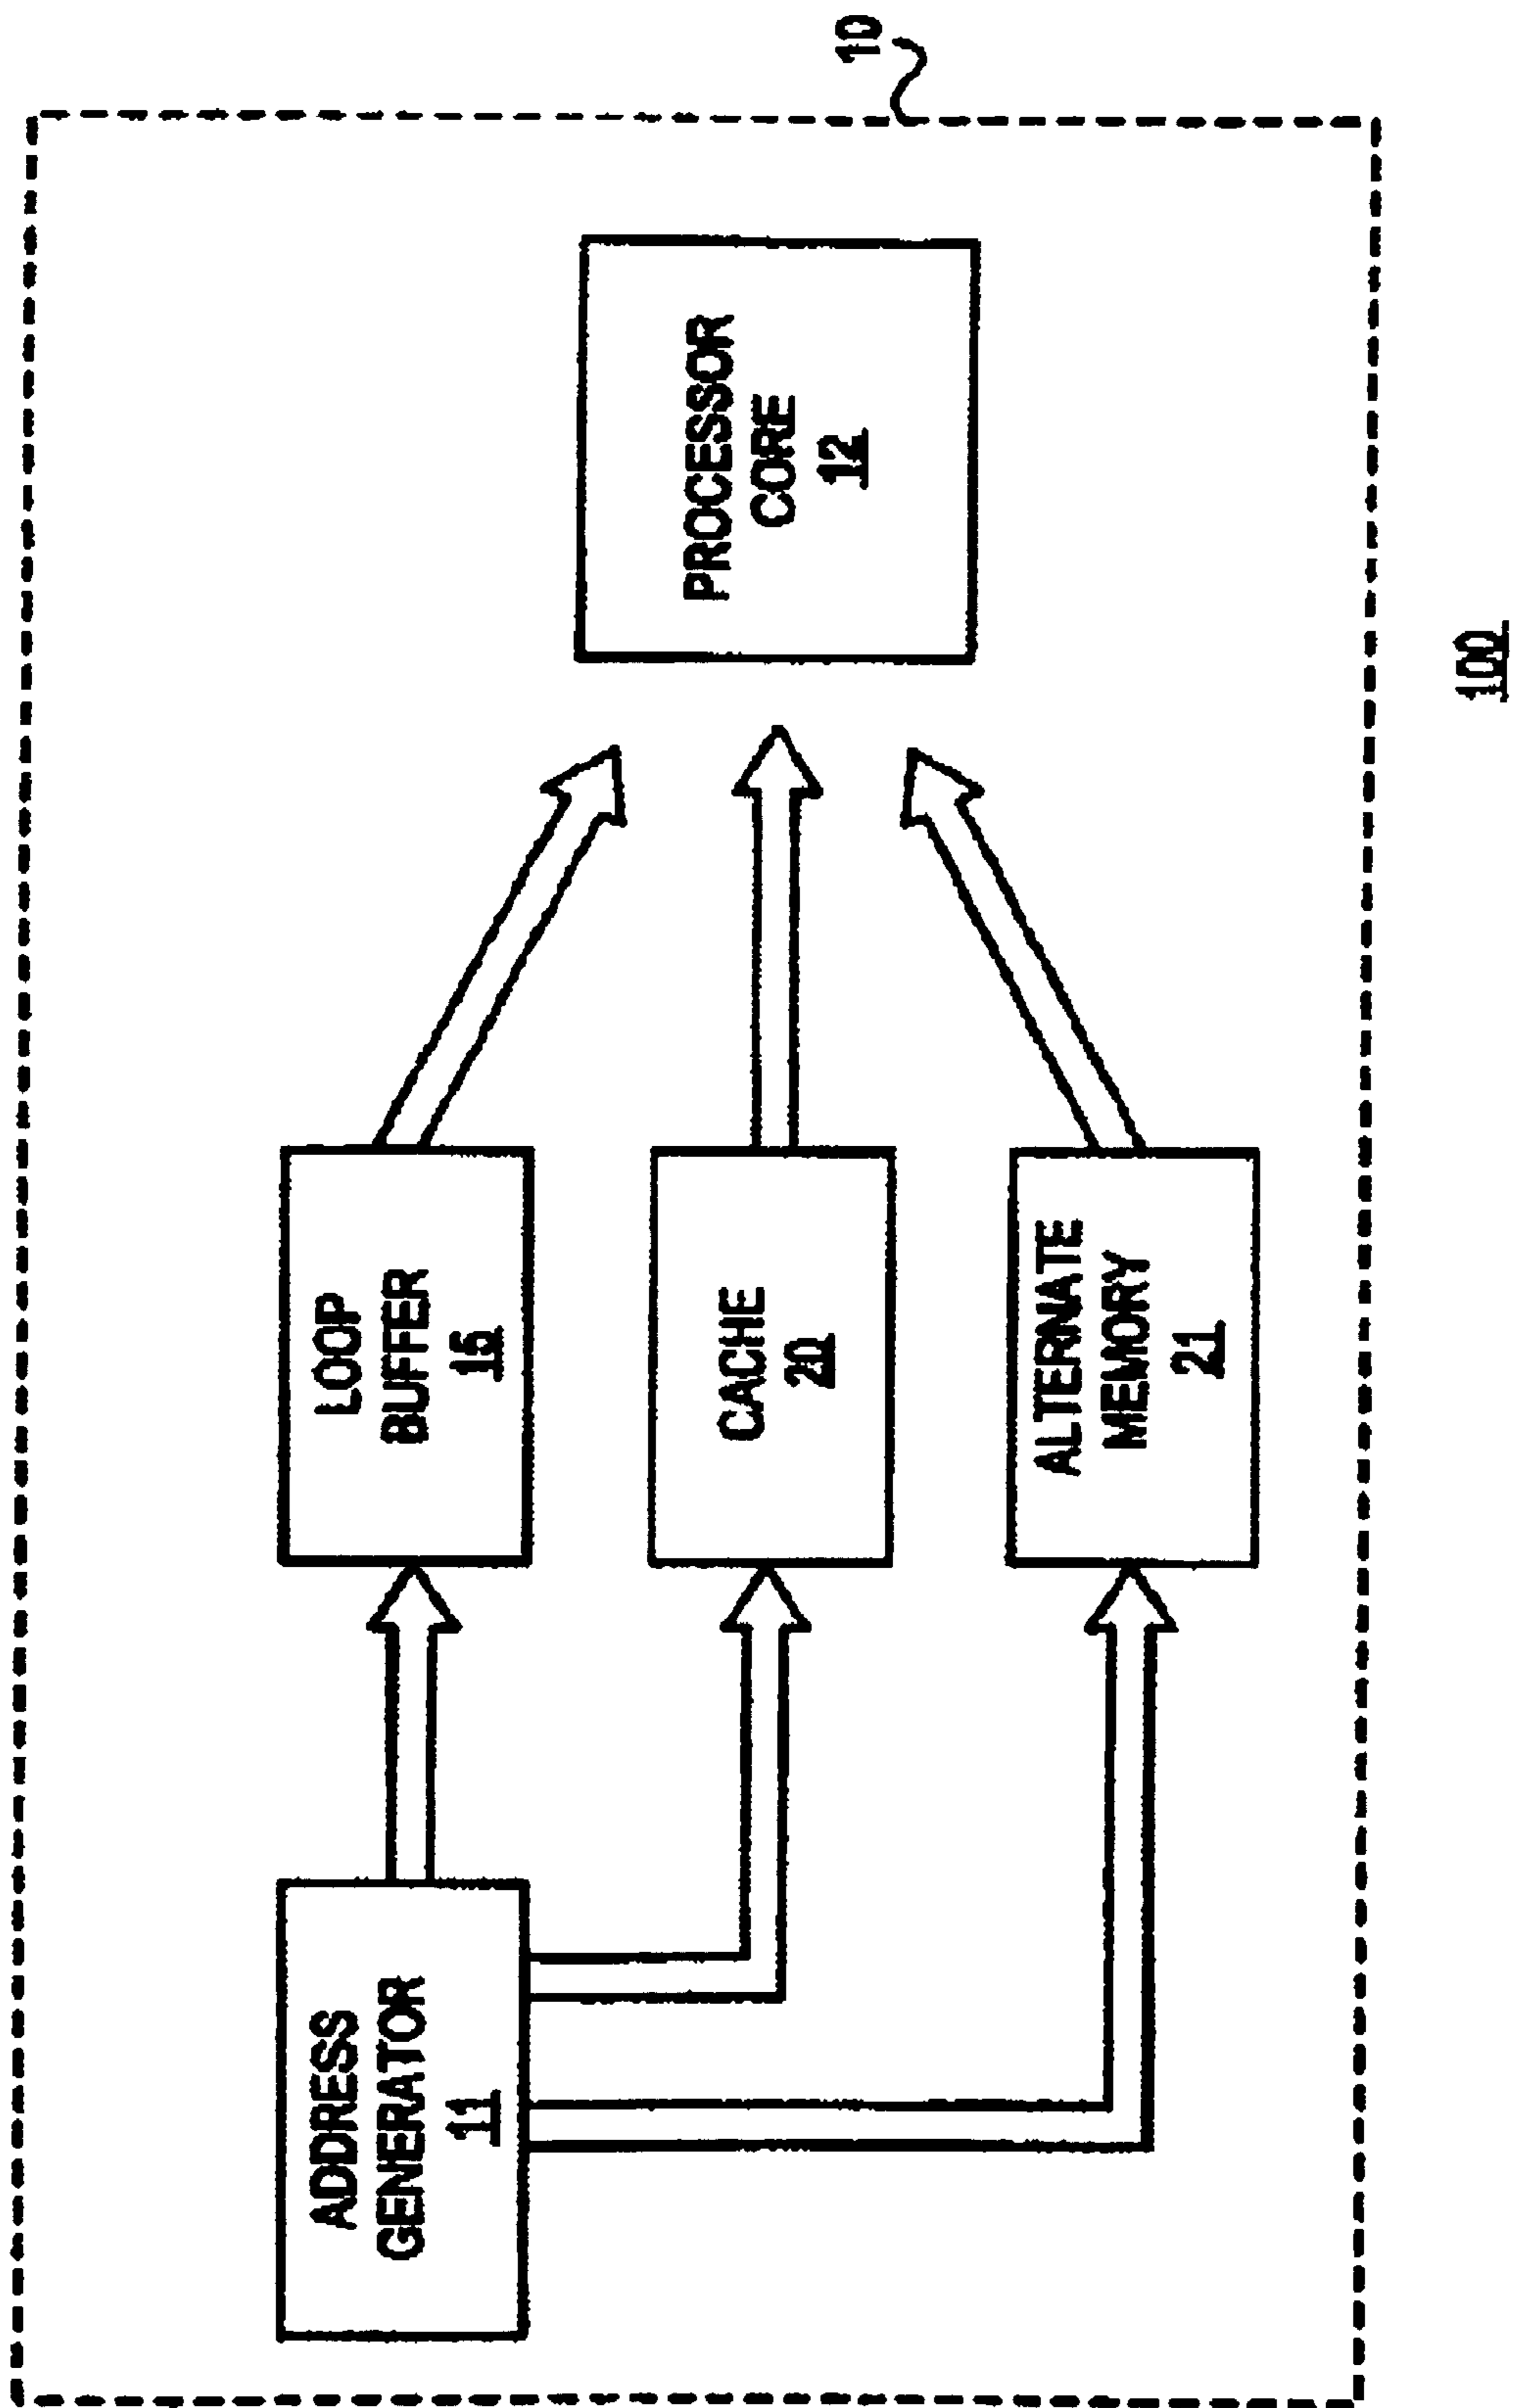 10
ADDRESS
GENERATOR
11
LOOP
BUFFER
15
CACHE
20
ALTERNATE
MEMORY
21
PROCESSOR
CORE
12
100